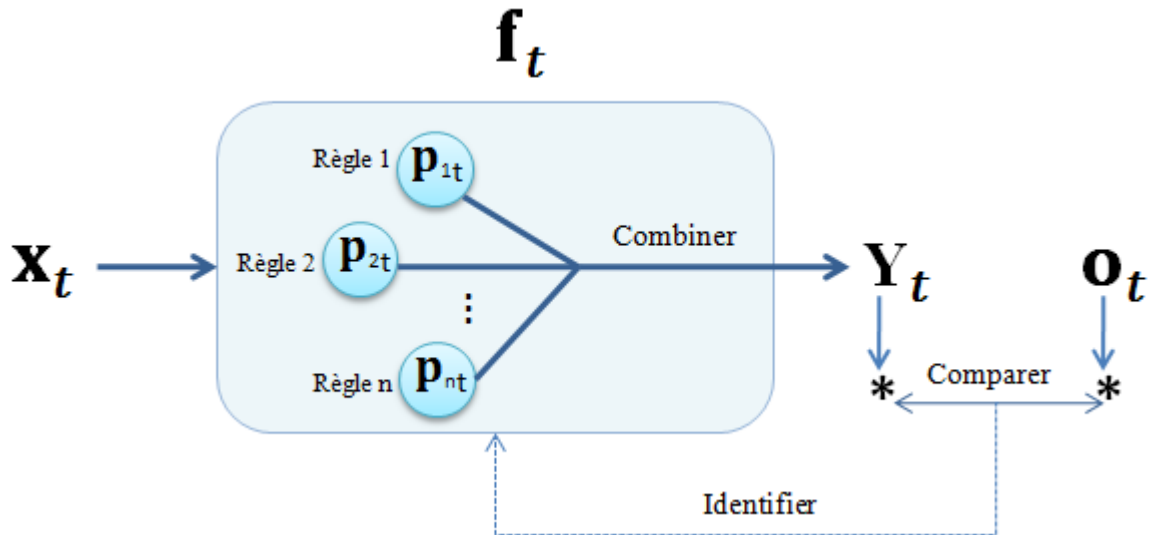 f_t
Règle 1 p_1t
Combiner
x_t
Règle 2 p_2t
Y_t
o_t
⋮
Règle n p_nt
Comparer
* *
Identifier